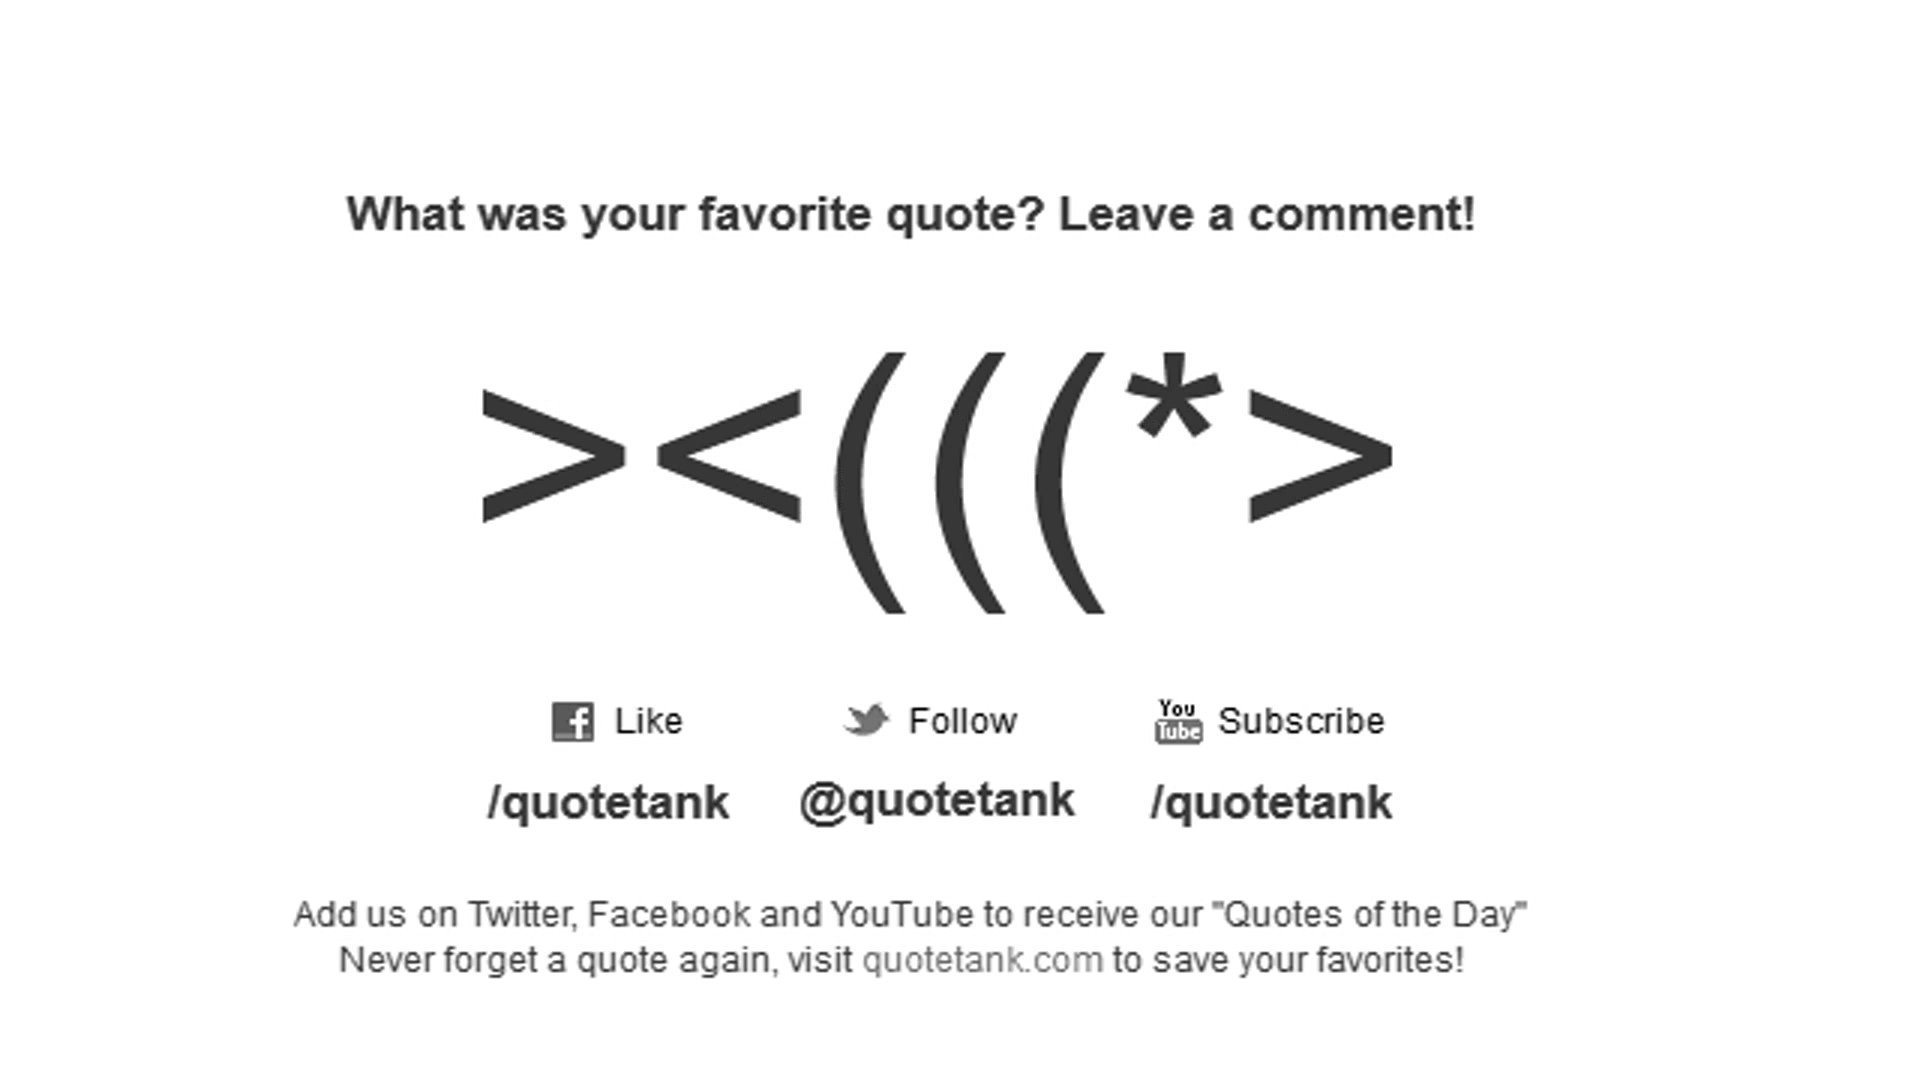 What was your favorite quote? Leave a comment!
><(((*>
f Like Follow You Tube Subscribe
/quotetank @quotetank /quotetank
Add us on Twitter, Facebook and YouTube to receive our "Quotes of the Day"
Never forget a quote again, visit quotetank.com to save your favorites!